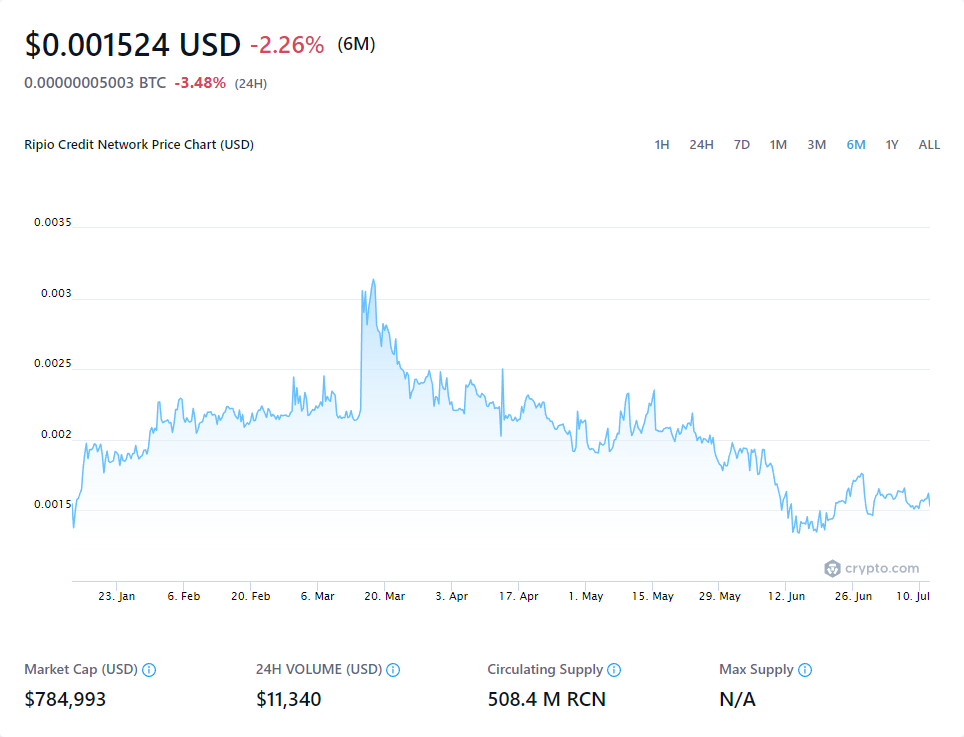 $0.001524 USD -2.26% (6M)
0.00000005003 BTC -3.48% (24H)
Ripio Credit Network Price Chart (USD) 1H 24H 7D 1M 3M 6M 1Y ALL
0.0035
0.003
0.0025
0.002
0.0015
crypto.com
23. Jan 6. Feb 20. Feb 6. Mar 20. Mar 3. Apr 17. Apr 1. May 15. May 29. May 12. Jun 26. Jun 10. Jul
Market Cap (USD) 24H VOLUME (USD) Circulating Supply Max Supply
$784,993 $11,340 508.4 M RCN N/A